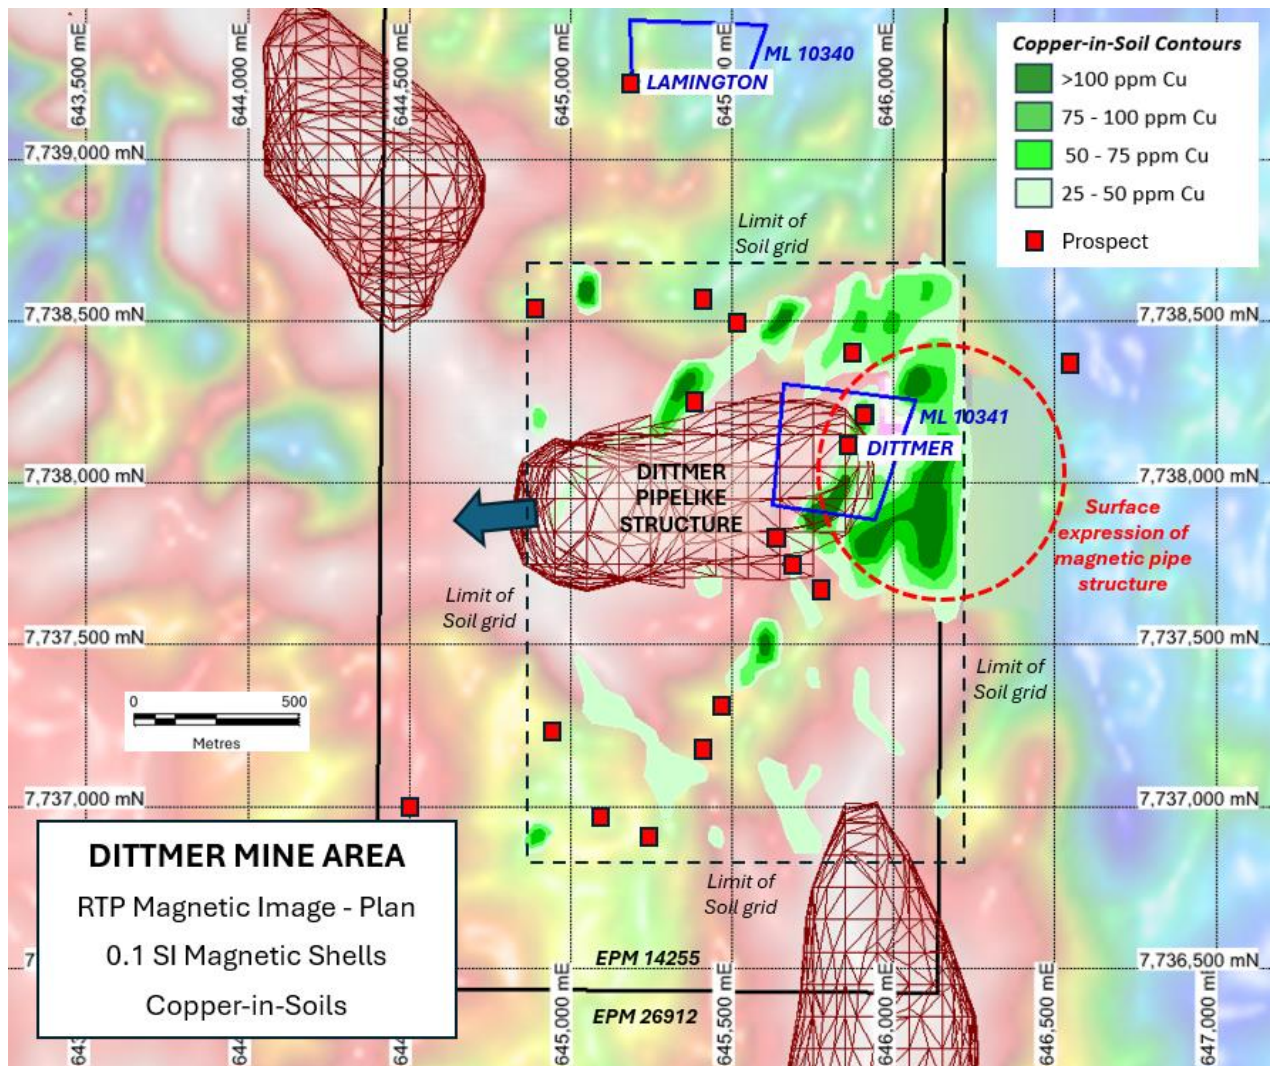 643,500 mE
644,000 mE
644,500 mE
645,000 mE
645,500 mE
646,000 mE
ML 10340
LAMINGTON
Copper-in-Soil Contours
>100 ppm Cu
75 - 100 ppm Cu
50 - 75 ppm Cu
25 - 50 ppm Cu
Prospect
7,739,000 mN
Limit of
Soil grid
7,738,500 mN
7,738,500 mN
ML 10341
DITTMER
7,738,000 mN
7,738,000 mN
DITTMER
PIPELIKE
STRUCTURE
Surface
expression of
magnetic pipe
structure
Limit of
Soil grid
7,737,500 mN
7,737,500 mN
Limit of
Soil grid
0 500
Metres
7,737,000 mN
7,737,000 mN
DITTMER MINE AREA
RTP Magnetic Image - Plan
0.1 SI Magnetic Shells
Copper-in-Soils
Limit of
Soil grid
EPM 14255
7,736,500 mN
EPM 26912
645,000 mE
645,500 mE
646,000 mE
646,500 mE
647,000 mE